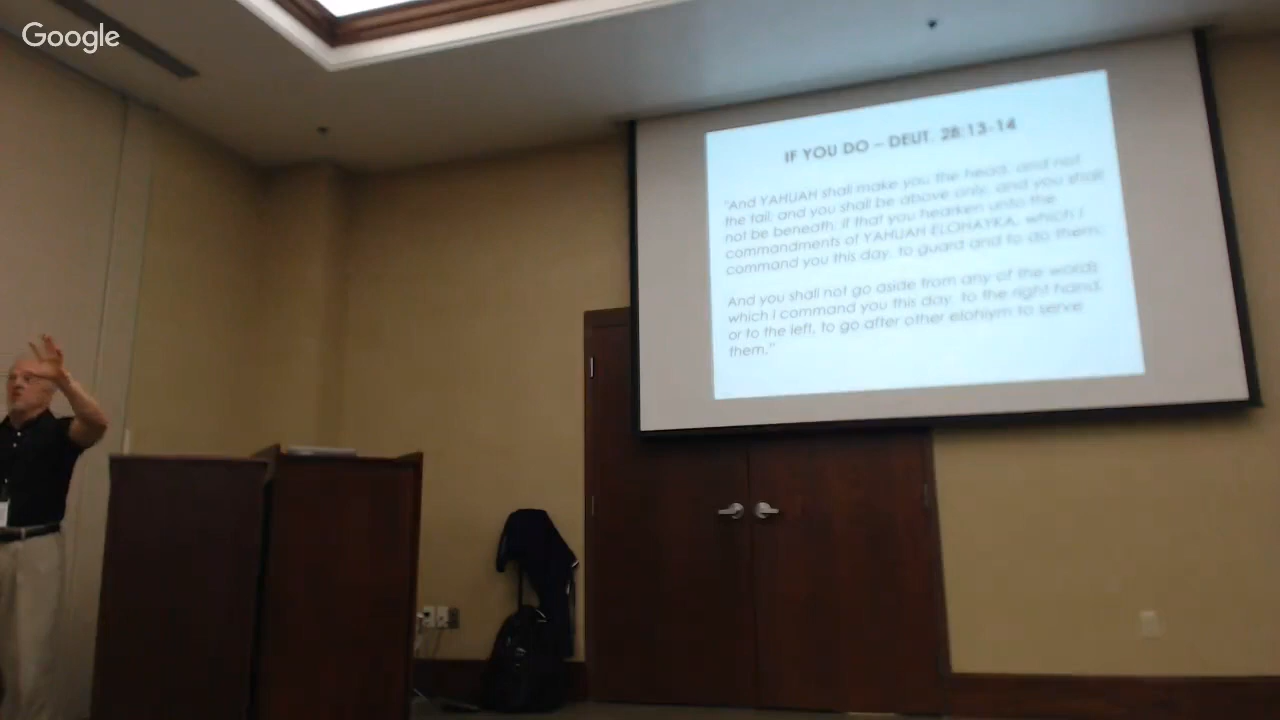 Google
IF YOU DO – DEUT. 28:13-14
"And YAHUAH shall make you the head, and not
the tail; and you shall be above only, and you shall
not be beneath; if that you hearken unto the
commandments of YAHUAH ELOHAYKA, which I
command you this day, to guard and to do them:
And you shall not go aside from any of the words
which I command you this day, to the right hand,
or to the left, to go after other elohiym to serve
them."